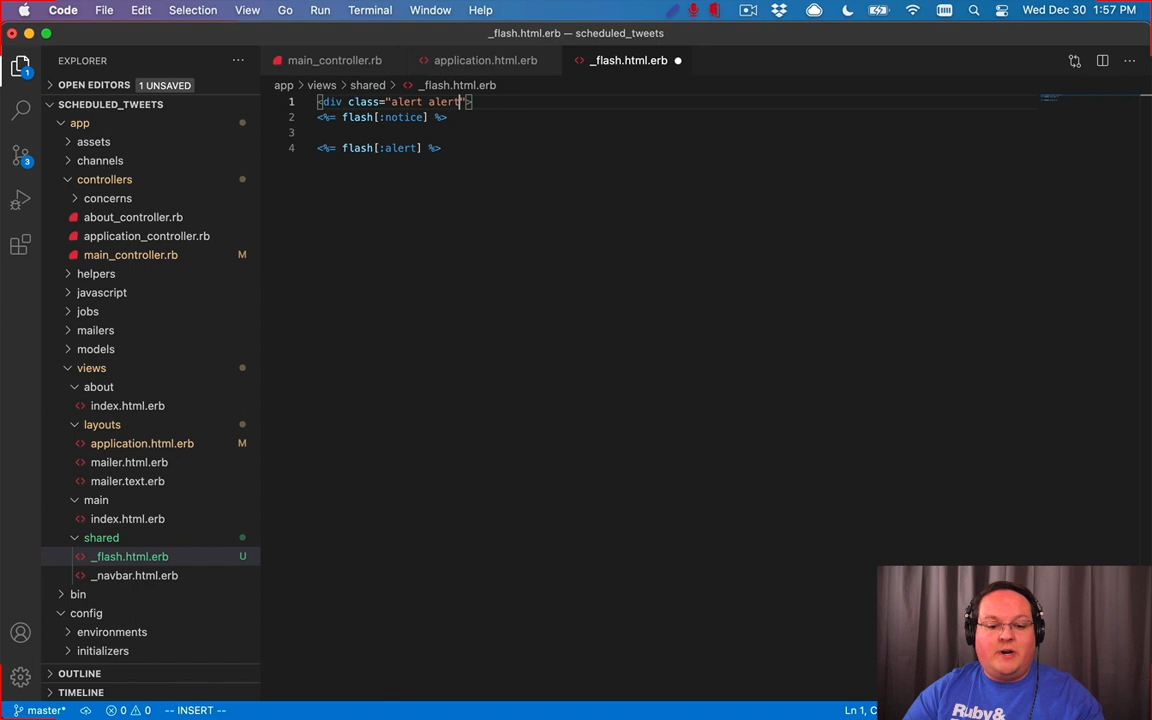 Code File Edit Selection View Go Run Terminal Window Help Wed Dec 30 1:57 PM
_flash.html.erb — scheduled_tweets
EXPLORER
main_controller.rb
application.html.erb
_flash.html.erb
OPEN EDITORS 1 UNSAVED
app > views > shared > _flash.html.erb
SCHEDULED_TWEETS
app
assets
channels
controllers
concerns
about_controller.rb
application_controller.rb
main_controller.rb M
helpers
javascript
jobs
mailers
models
views
about
index.html.erb
layouts
application.html.erb M
mailer.html.erb
mailer.text.erb
main
index.html.erb
shared
_flash.html.erb U
_navbar.html.erb
bin
config
environments
initializers
OUTLINE
TIMELINE
1 <div class="alert alert">
2 <%= flash[:notice] %>
3
4 <%= flash[:alert] %>
1
3
Ruby&
master* 0 0 -- INSERT -- Ln 1,